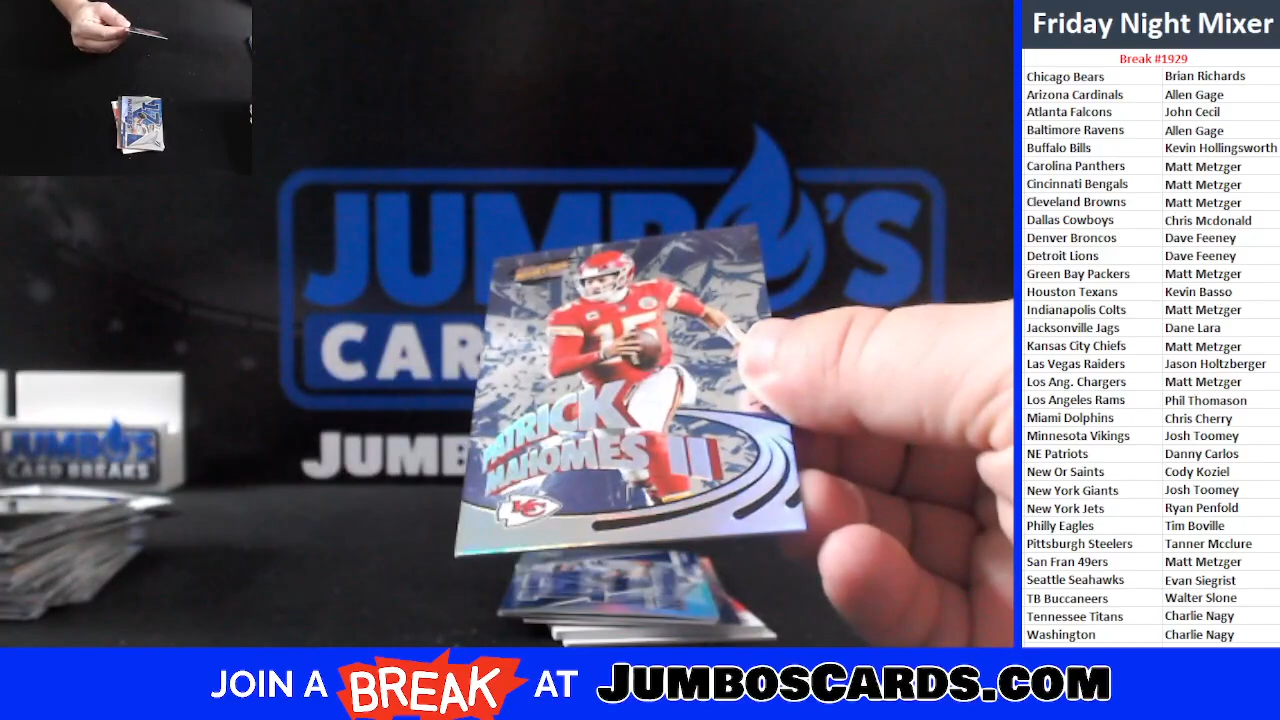 Friday Night Mixer
Break #1929
Chicago Bears Brian Richards
Arizona Cardinals Allen Gage
Atlanta Falcons John Cecil
Baltimore Ravens Allen Gage
Buffalo Bills Kevin Hollingsworth
Carolina Panthers Matt Metzger
Cincinnati Bengals Matt Metzger
Cleveland Browns Matt Metzger
Dallas Cowboys Chris Mcdonald
Denver Broncos Dave Feeney
Detroit Lions Dave Feeney
Green Bay Packers Matt Metzger
Houston Texans Kevin Basso
Indianapolis Colts Matt Metzger
Jacksonville Jags Dane Lara
Kansas City Chiefs Matt Metzger
Las Vegas Raiders Jason Holtzberger
Los Ang. Chargers Matt Metzger
Los Angeles Rams Phil Thomason
Miami Dolphins Chris Cherry
Minnesota Vikings Josh Toomey
NE Patriots Danny Carlos
New Or Saints Cody Koziel
New York Giants Josh Toomey
New York Jets Ryan Penfold
Philly Eagles Tim Boville
Pittsburgh Steelers Tanner Mcclure
San Fran 49ers Matt Metzger
Seattle Seahawks Evan Siegrist
TB Buccaneers Walter Slone
Tennessee Titans Charlie Nagy
Washington Charlie Nagy
JUMBO'S
CAR
JUMB
15
PATRICK
MAHOMES II
KC
JUMBO'S
CARD BREAKS
JOIN A BREAK AT JUMBOSCARDS.COM